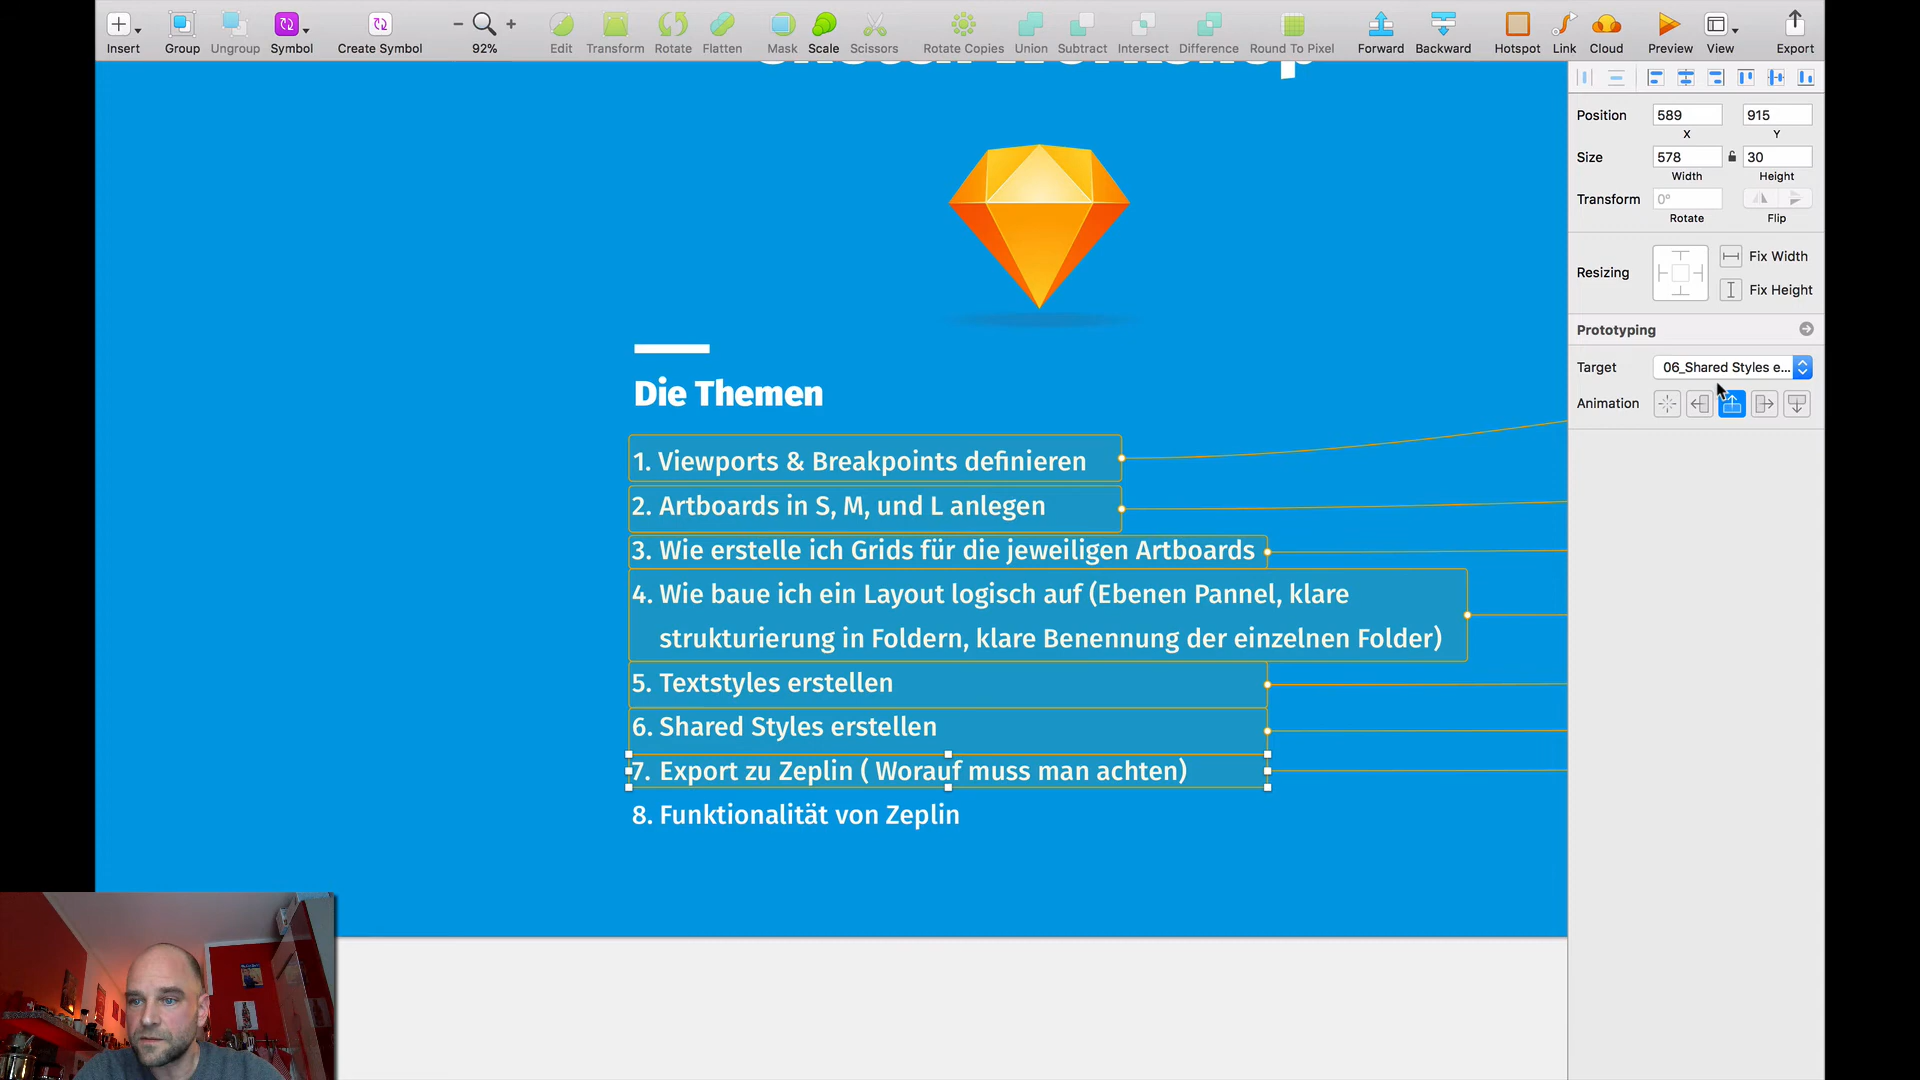 Insert
Group
Ungroup
Symbol
Create Symbol
92%
Edit
Transform
Rotate
Flatten
Mask
Scale
Scissors
Rotate Copies
Union
Subtract
Intersect
Difference
Round To Pixel
Forward
Backward
Hotspot
Link
Cloud
Preview
View
Export
Sketch Workshop
Position
589
915
X
Y
Size
578
30
Width
Height
Transform
0°
Rotate
Flip
Resizing
Fix Width
Fix Height
Prototyping
Target
06_Shared Styles e...
Animation
Die Themen
1. Viewports & Breakpoints definieren
2. Artboards in S, M, und L anlegen
3. Wie erstelle ich Grids für die jeweiligen Artboards
4. Wie baue ich ein Layout logisch auf (Ebenen Pannel, klare
strukturierung in Foldern, klare Benennung der einzelnen Folder)
5. Textstyles erstellen
6. Shared Styles erstellen
7. Export zu Zeplin ( Worauf muss man achten)
8. Funktionalität von Zeplin